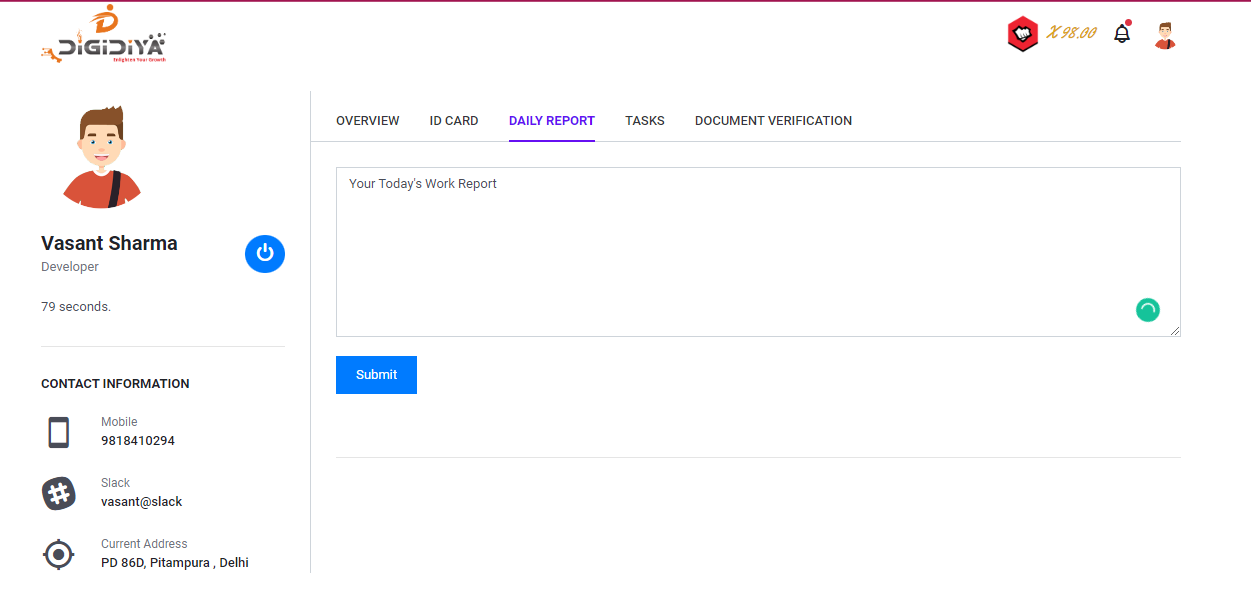 DIGIDIYA
Enlighten Your Growth
X 98.00
OVERVIEW ID CARD DAILY REPORT TASKS DOCUMENT VERIFICATION
Your Today's Work Report
Submit
Vasant Sharma
Developer
79 seconds.
CONTACT INFORMATION
Mobile
9818410294
Slack
vasant@slack
Current Address
PD 86D, Pitampura , Delhi